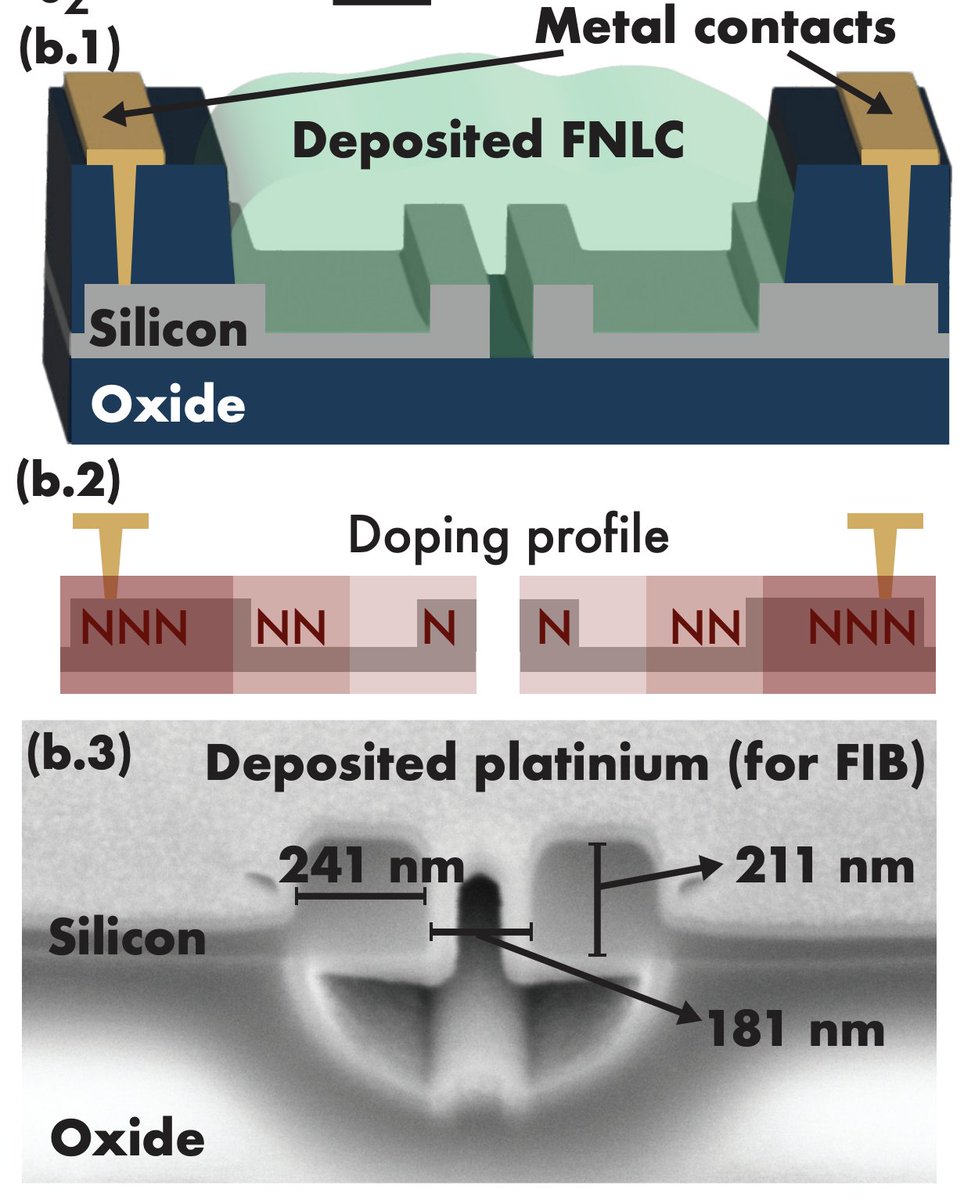 (b.1)
Metal contacts
Deposited FNLC
Silicon
Oxide
(b.2)
Doping profile
NNN NN N N NN NNN
(b.3)
Deposited platinium (for FIB)
241 nm
211 nm
Silicon
181 nm
Oxide